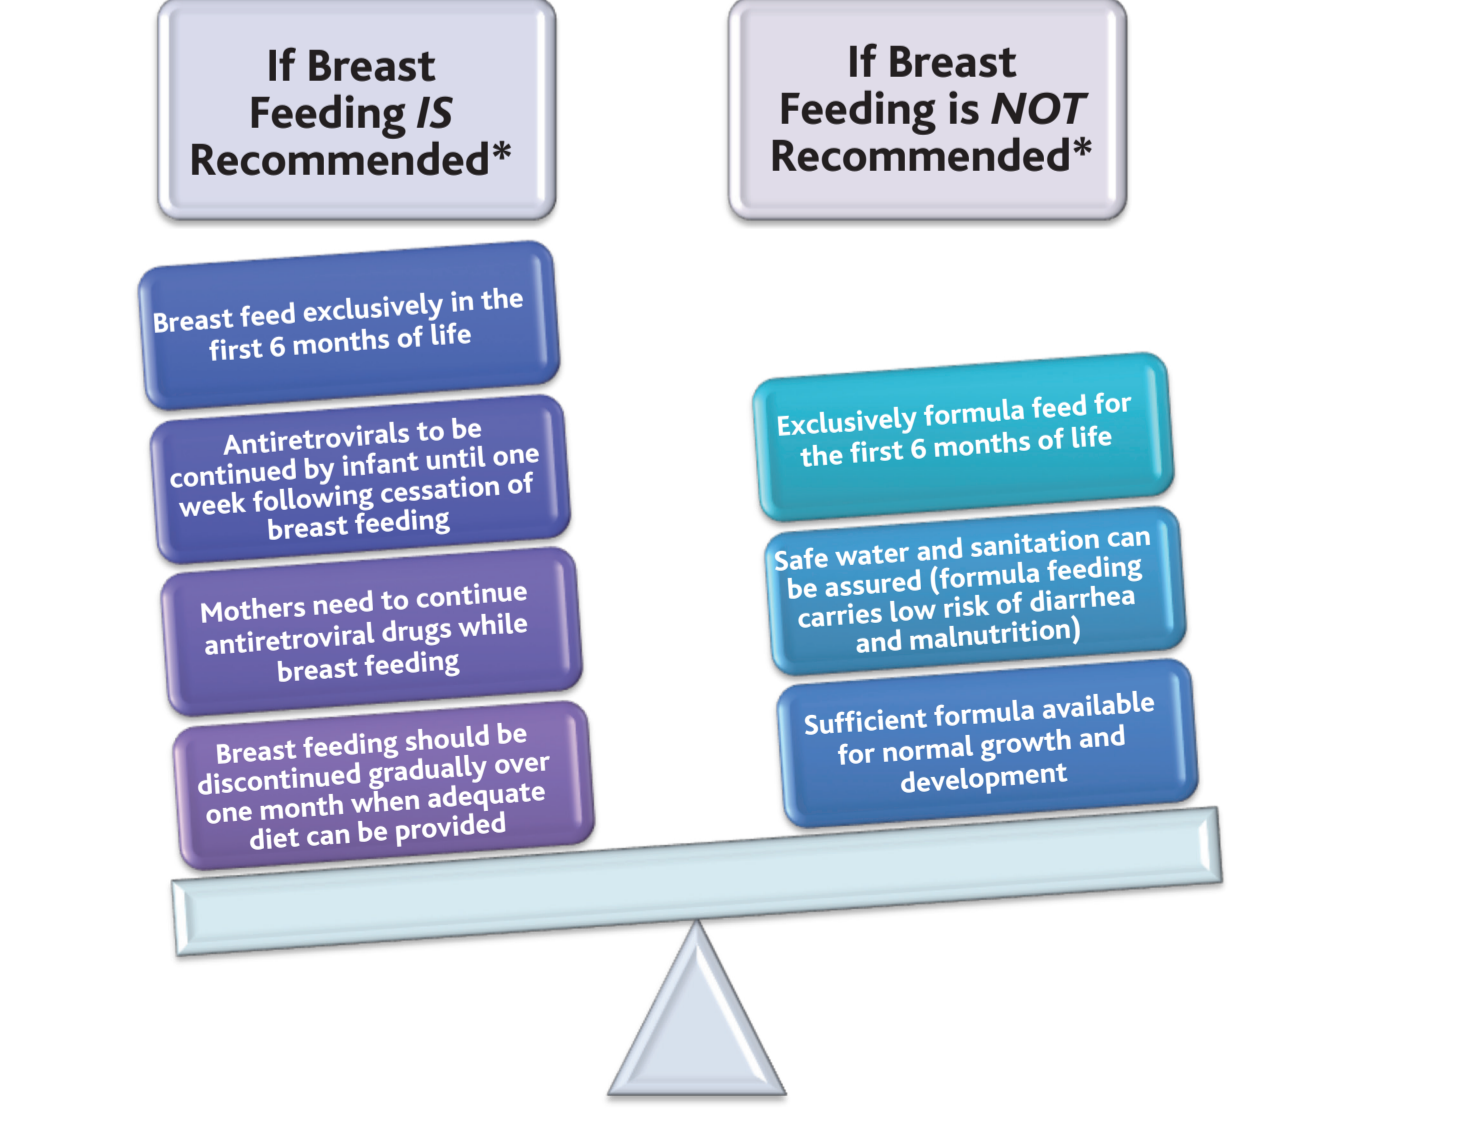 If Breast
Feeding IS
Recommended*
If Breast
Feeding is NOT
Recommended*
Breast feed exclusively in the
first 6 months of life
Antiretrovirals to be
continued by infant until one
week following cessation of
breast feeding
Mothers need to continue
antiretroviral drugs while
breast feeding
Breast feeding should be
discontinued gradually over
one month when adequate
diet can be provided
Exclusively formula feed for
the first 6 months of life
Safe water and sanitation can
be assured (formula feeding
carries low risk of diarrhea
and malnutrition)
Sufficient formula available
for normal growth and
development